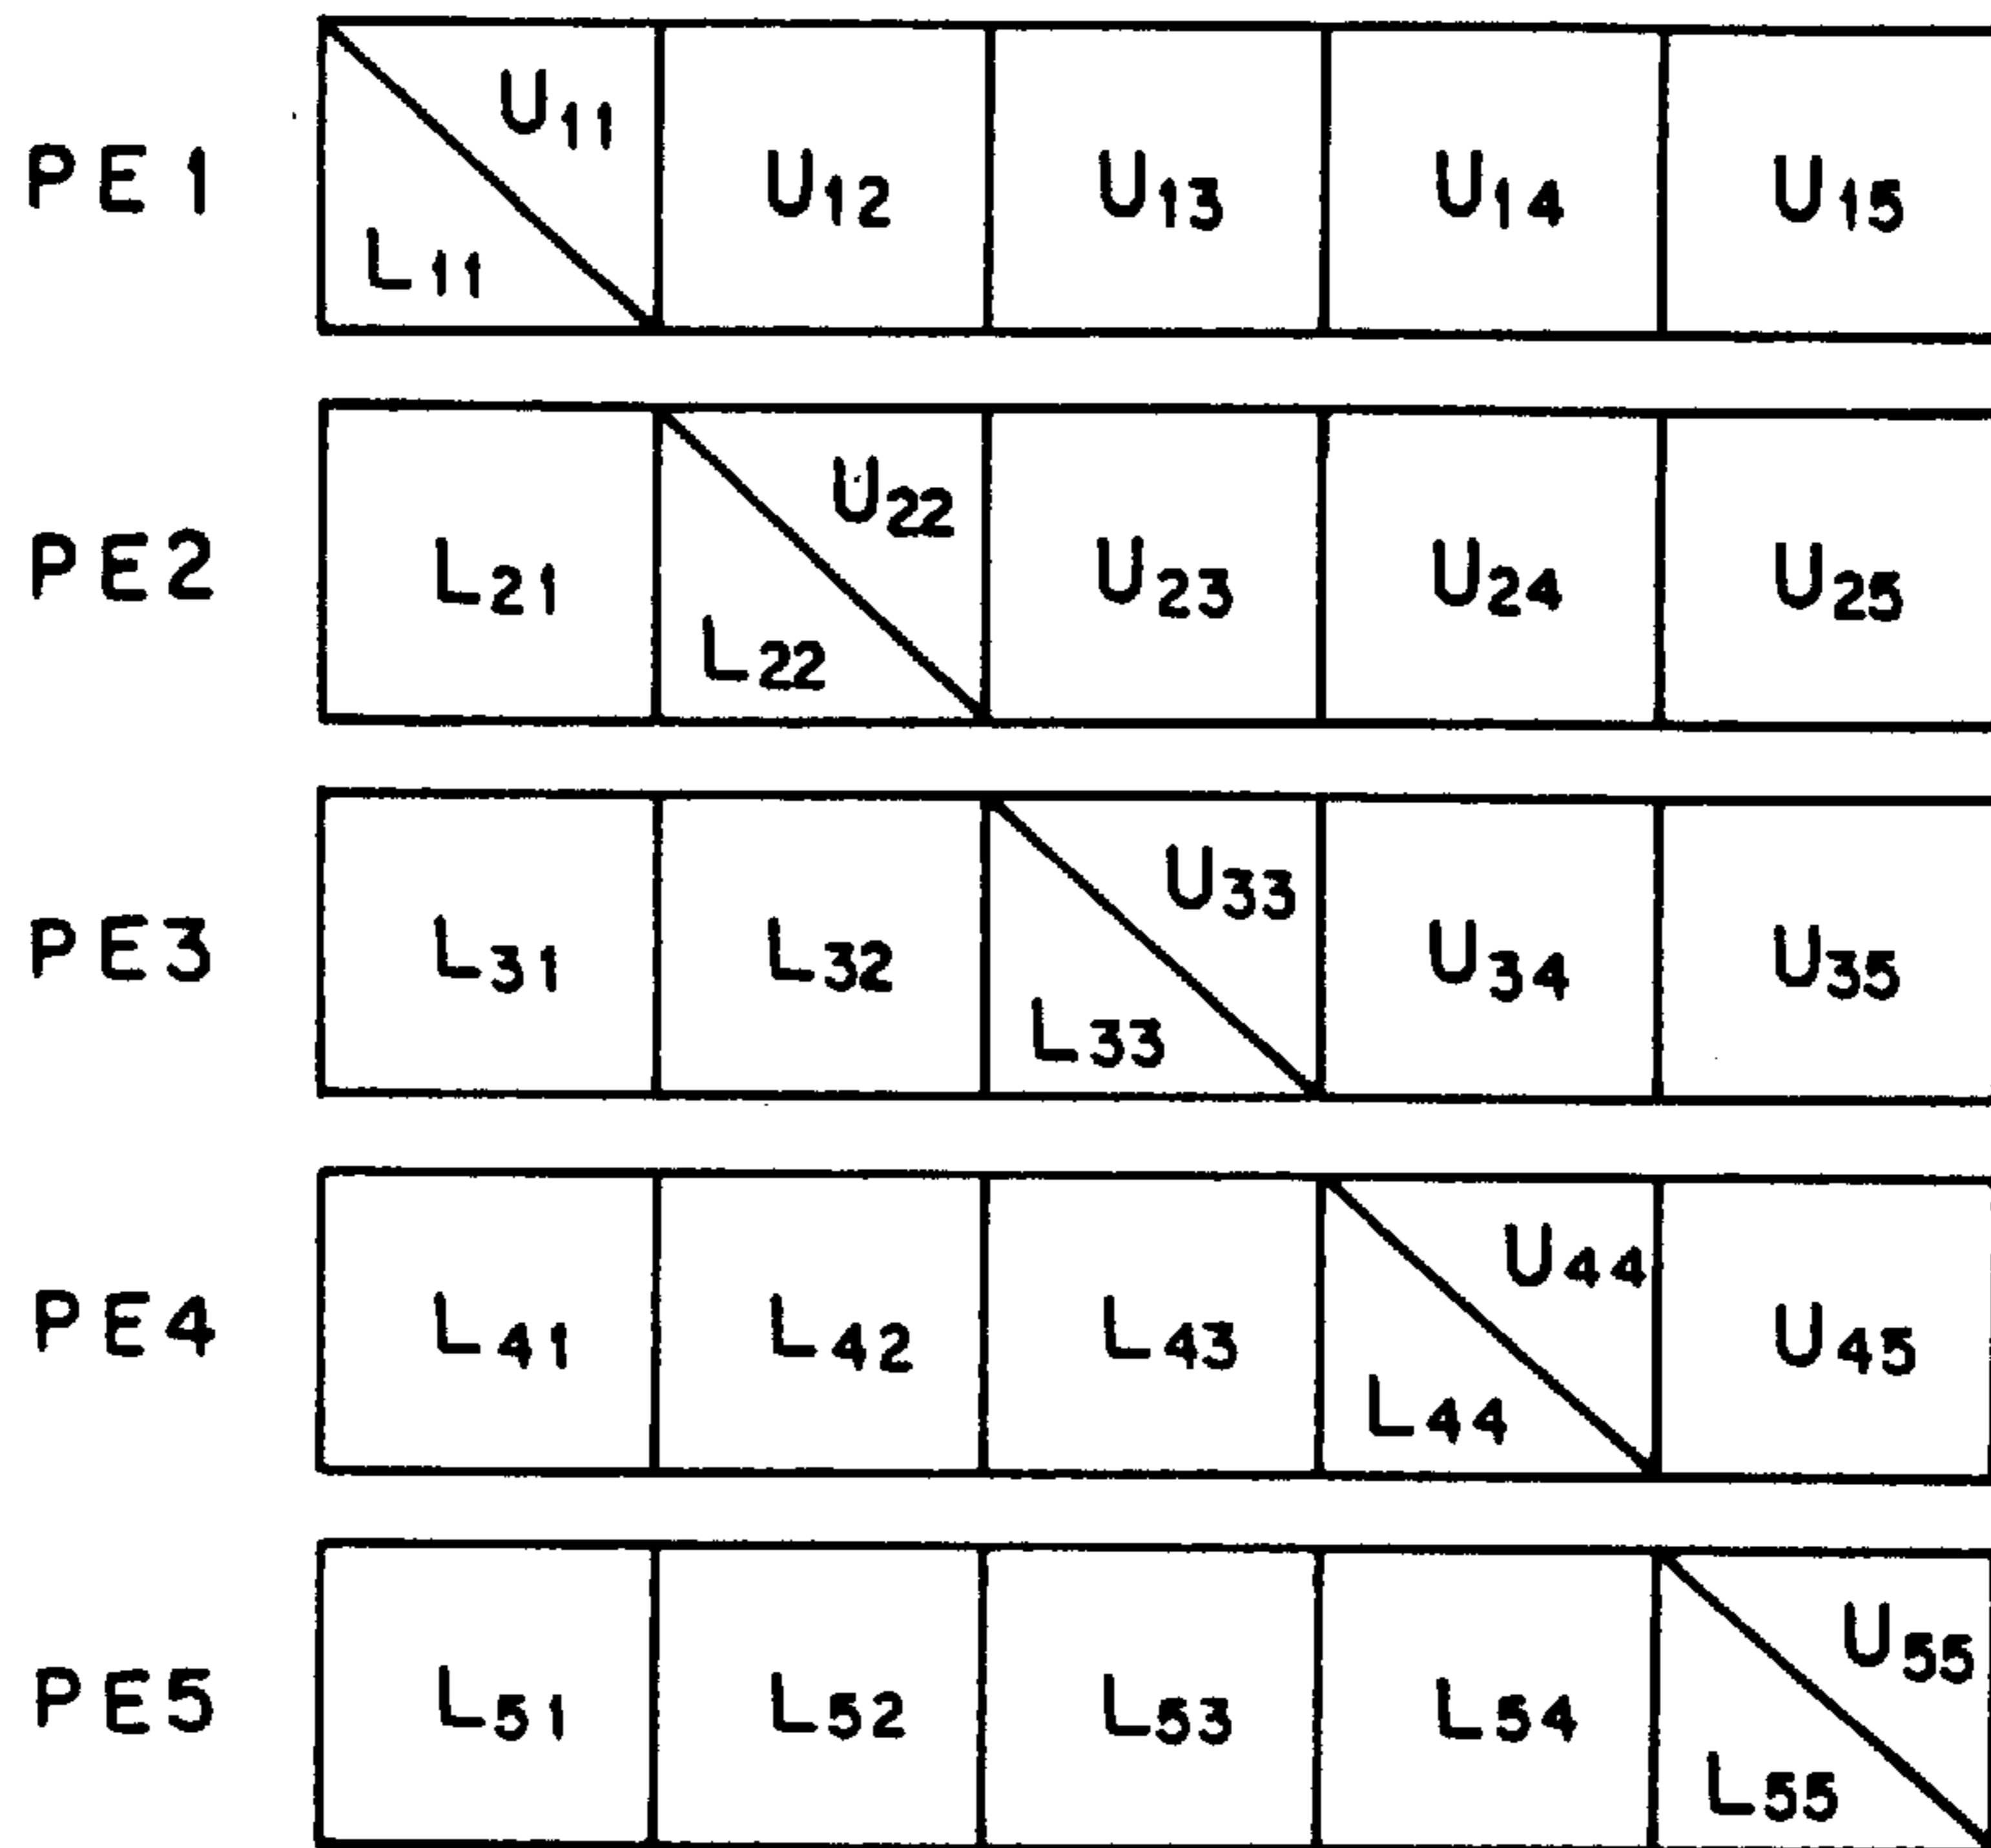 PE1 L11 U11 U12 U13 U14 U15
PE2 L21 L22 U22 U23 U24 U25
PE3 L31 L32 L33 U33 U34 U35
PE4 L41 L42 L43 L44 U44 U45
PE5 L51 L52 L53 L54 L55 U55